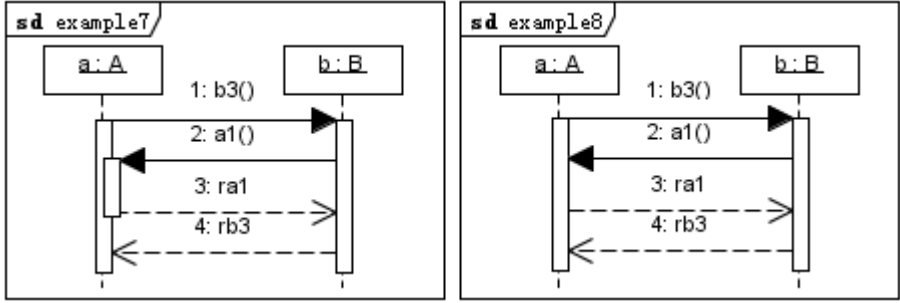 sd example7
a : A
b : B
1: b3()
2: a1()
3: ra1
4: rb3
sd example8
a : A
b : B
1: b3()
2: a1()
3: ra1
4: rb3